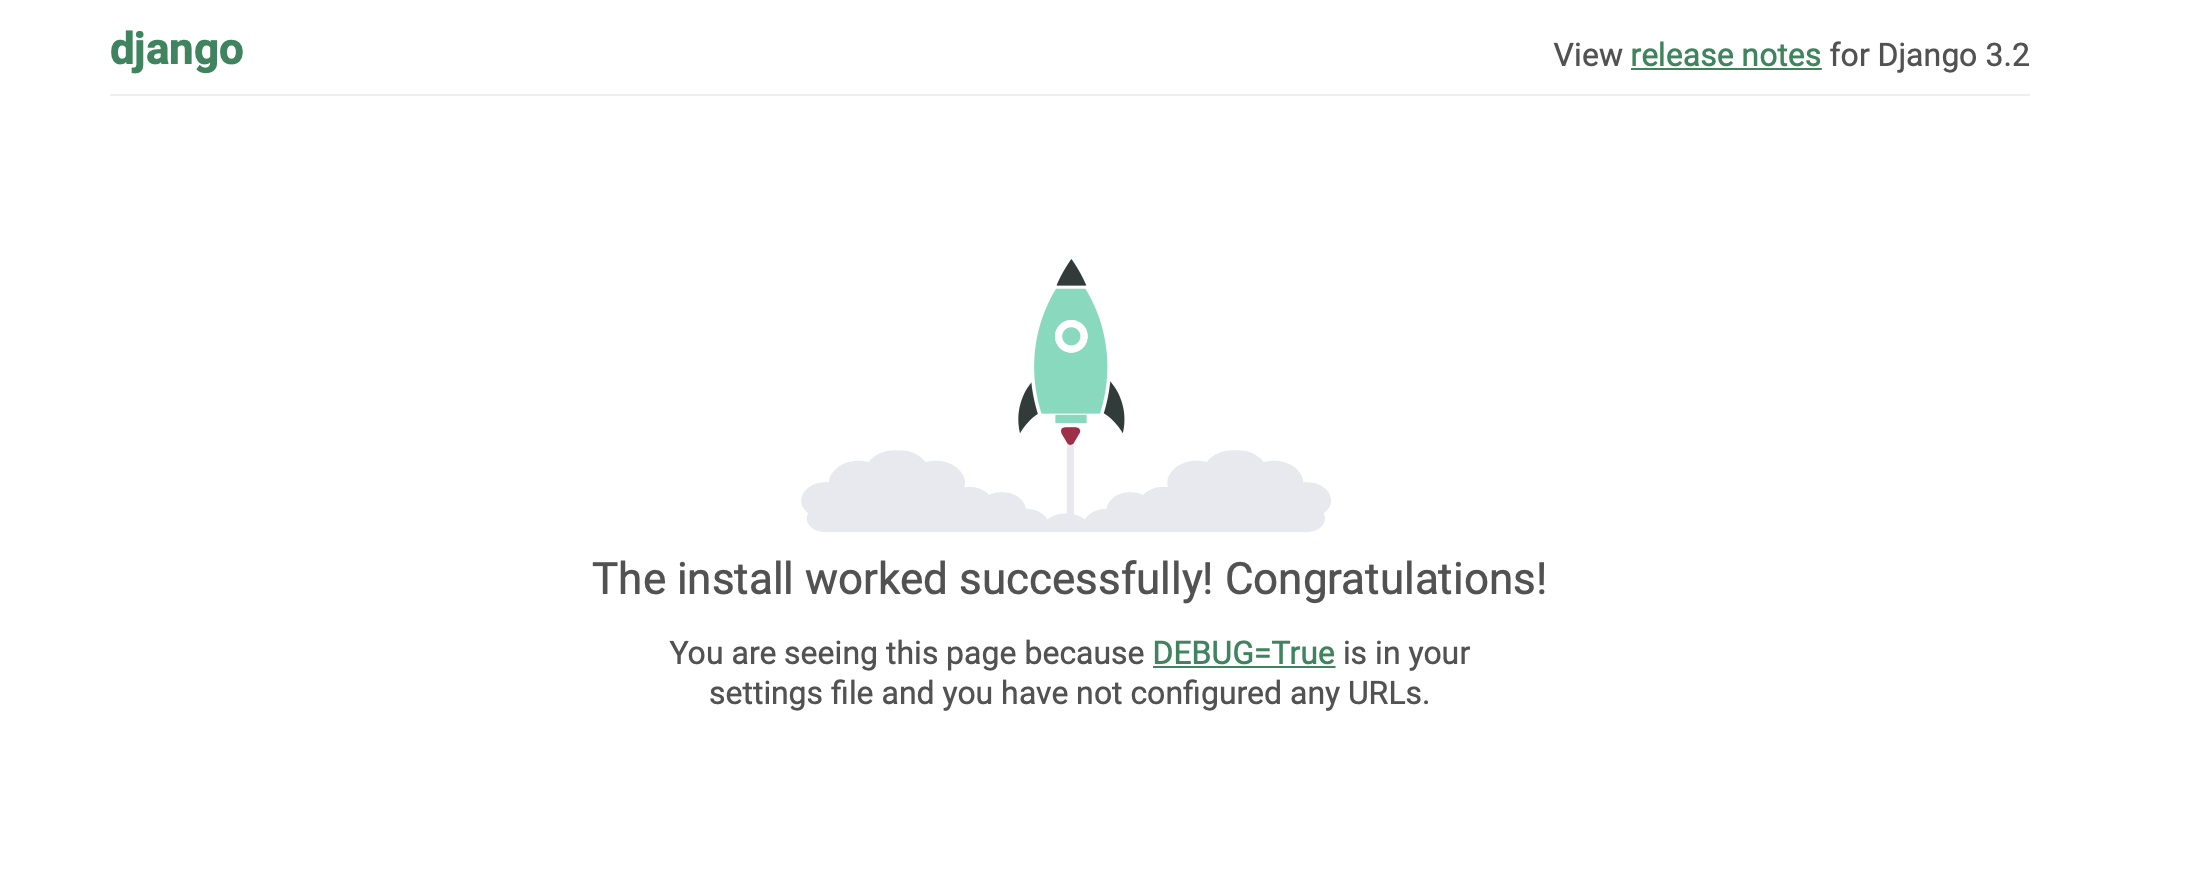 django
View release notes for Django 3.2
The install worked successfully! Congratulations!
You are seeing this page because DEBUG=True is in your
settings file and you have not configured any URLs.